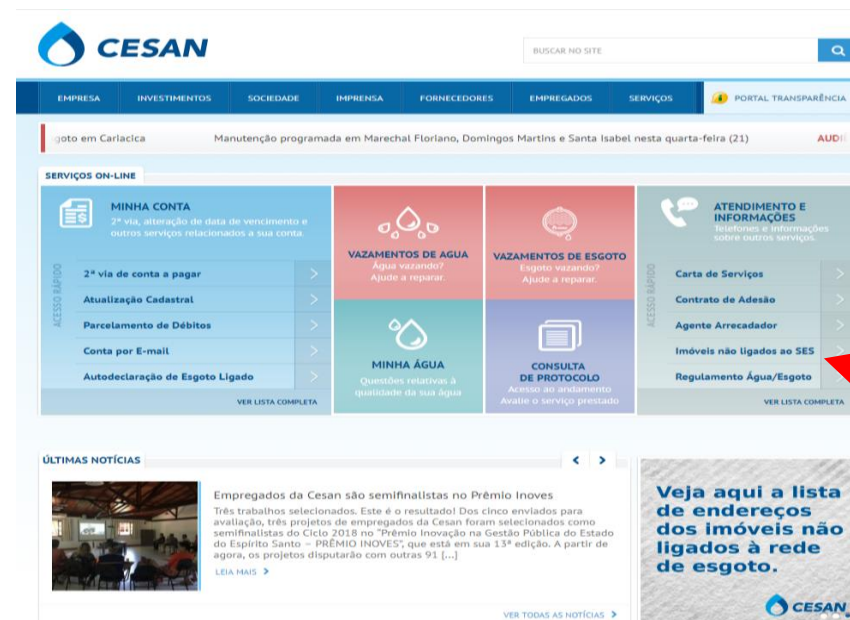 CESAN
BUSCAR NO SITE
EMPRESA INVESTIMENTOS SOCIEDADE IMPRENSA FORNECEDORES EMPREGADOS SERVIÇOS PORTAL TRANSPARÊNCIA
goto em Cariacica Manutenção programada em Marechal Floriano, Domingos Martins e Santa Isabel nesta quarta-feira (21) AUDI
SERVIÇOS ON-LINE
MINHA CONTA
2ª via, alteração de data de vencimento e
outros serviços relacionados a sua conta.
ACESSO RÁPIDO
2ª via de conta a pagar
Atualização Cadastral
Parcelamento de Débitos
Conta por E-mail
Autodeclaração de Esgoto Ligado
VER LISTA COMPLETA
VAZAMENTOS DE AGUA
Água vazando?
Ajude a reparar.
VAZAMENTOS DE ESGOTO
Esgoto vazando?
Ajude a reparar.
MINHA ÁGUA
Questões relativas à
qualidade da sua água
CONSULTA
DE PROTOCOLO
Acesso ao andamento
Avalie o serviço prestado
ATENDIMENTO E
INFORMAÇÕES
Telefones e informações
sobre outros serviços.
ACESSO RÁPIDO
Carta de Serviços
Contrato de Adesão
Agente Arrecadador
Imóveis não ligados ao SES
Regulamento Água/Esgoto
VER LISTA COMPLETA
ÚLTIMAS NOTÍCIAS
Empregados da Cesan são semifinalistas no Prêmio Inoves
Três trabalhos selecionados. Este é o resultado! Dos cinco enviados para
avaliação, três projetos de empregados da Cesan foram selecionados como
semifinalistas do Ciclo 2018 no "Prêmio Inovação na Gestão Pública do Estado
do Espírito Santo – PRÊMIO INOVES", que está em sua 13ª edição. A partir de
agora, os projetos disputarão com outras 91 [...]
LEIA MAIS
VER TODAS AS NOTÍCIAS
Veja aqui a lista
de endereços
dos imóveis não
ligados à rede
de esgoto.
CESAN